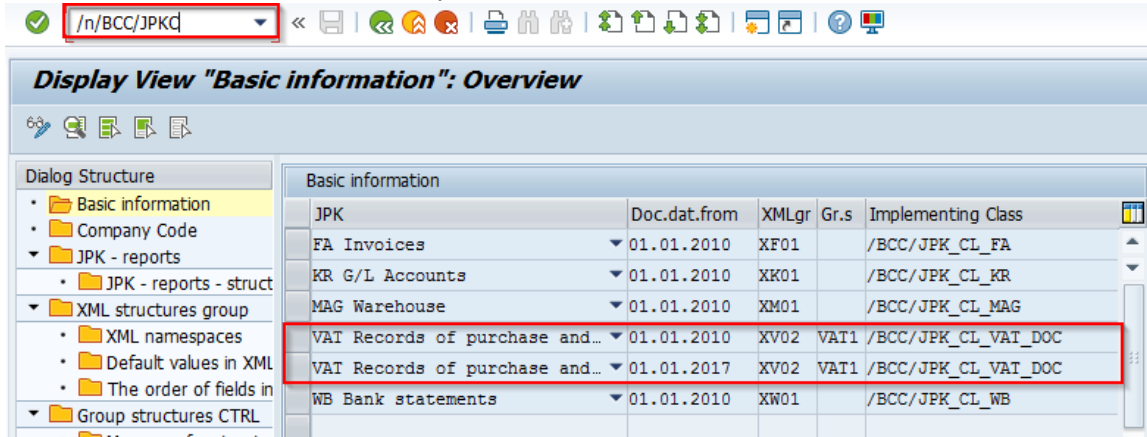 /n/BCC/JPKC
Display View "Basic information": Overview
Dialog Structure
Basic information
Company Code
JPK - reports
JPK - reports - struct
XML structures group
XML namespaces
Default values in XML
The order of fields in
Group structures CTRL
Basic information
JPK Doc.dat.from XMLgr Gr.s Implementing Class
FA Invoices 01.01.2010 XF01 /BCC/JPK_CL_FA
KR G/L Accounts 01.01.2010 XK01 /BCC/JPK_CL_KR
MAG Warehouse 01.01.2010 XM01 /BCC/JPK_CL_MAG
VAT Records of purchase and… 01.01.2010 XV02 VAT1 /BCC/JPK_CL_VAT_DOC
VAT Records of purchase and… 01.01.2017 XV02 VAT1 /BCC/JPK_CL_VAT_DOC
WB Bank statements 01.01.2010 XW01 /BCC/JPK_CL_WB